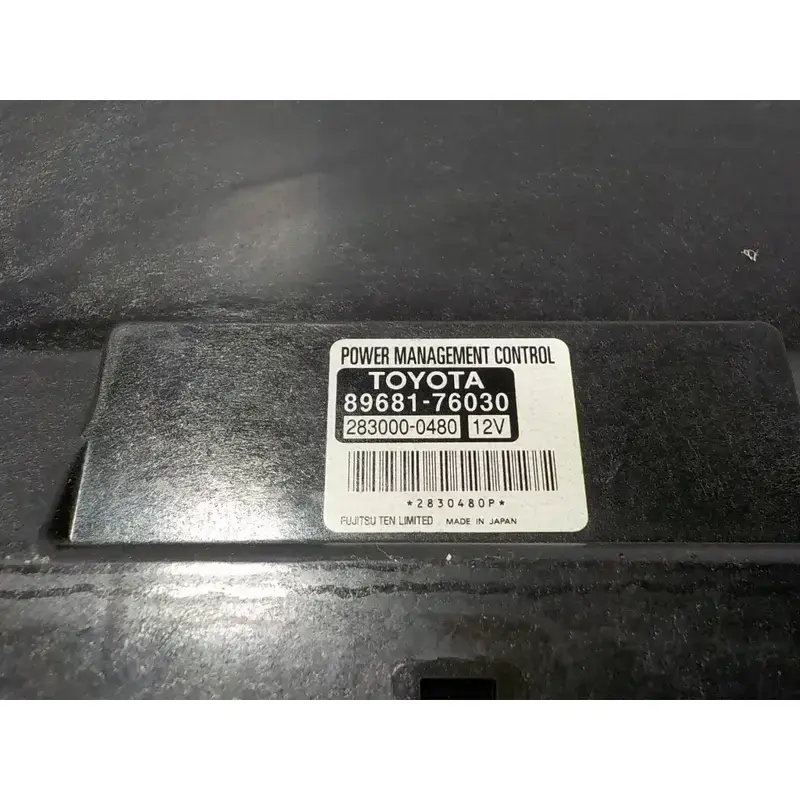 POWER MANAGEMENT CONTROL
TOYOTA
89681-76030
283000-0480 12V
*2830480P*
FUJITSU TEN LIMITED MADE IN JAPAN